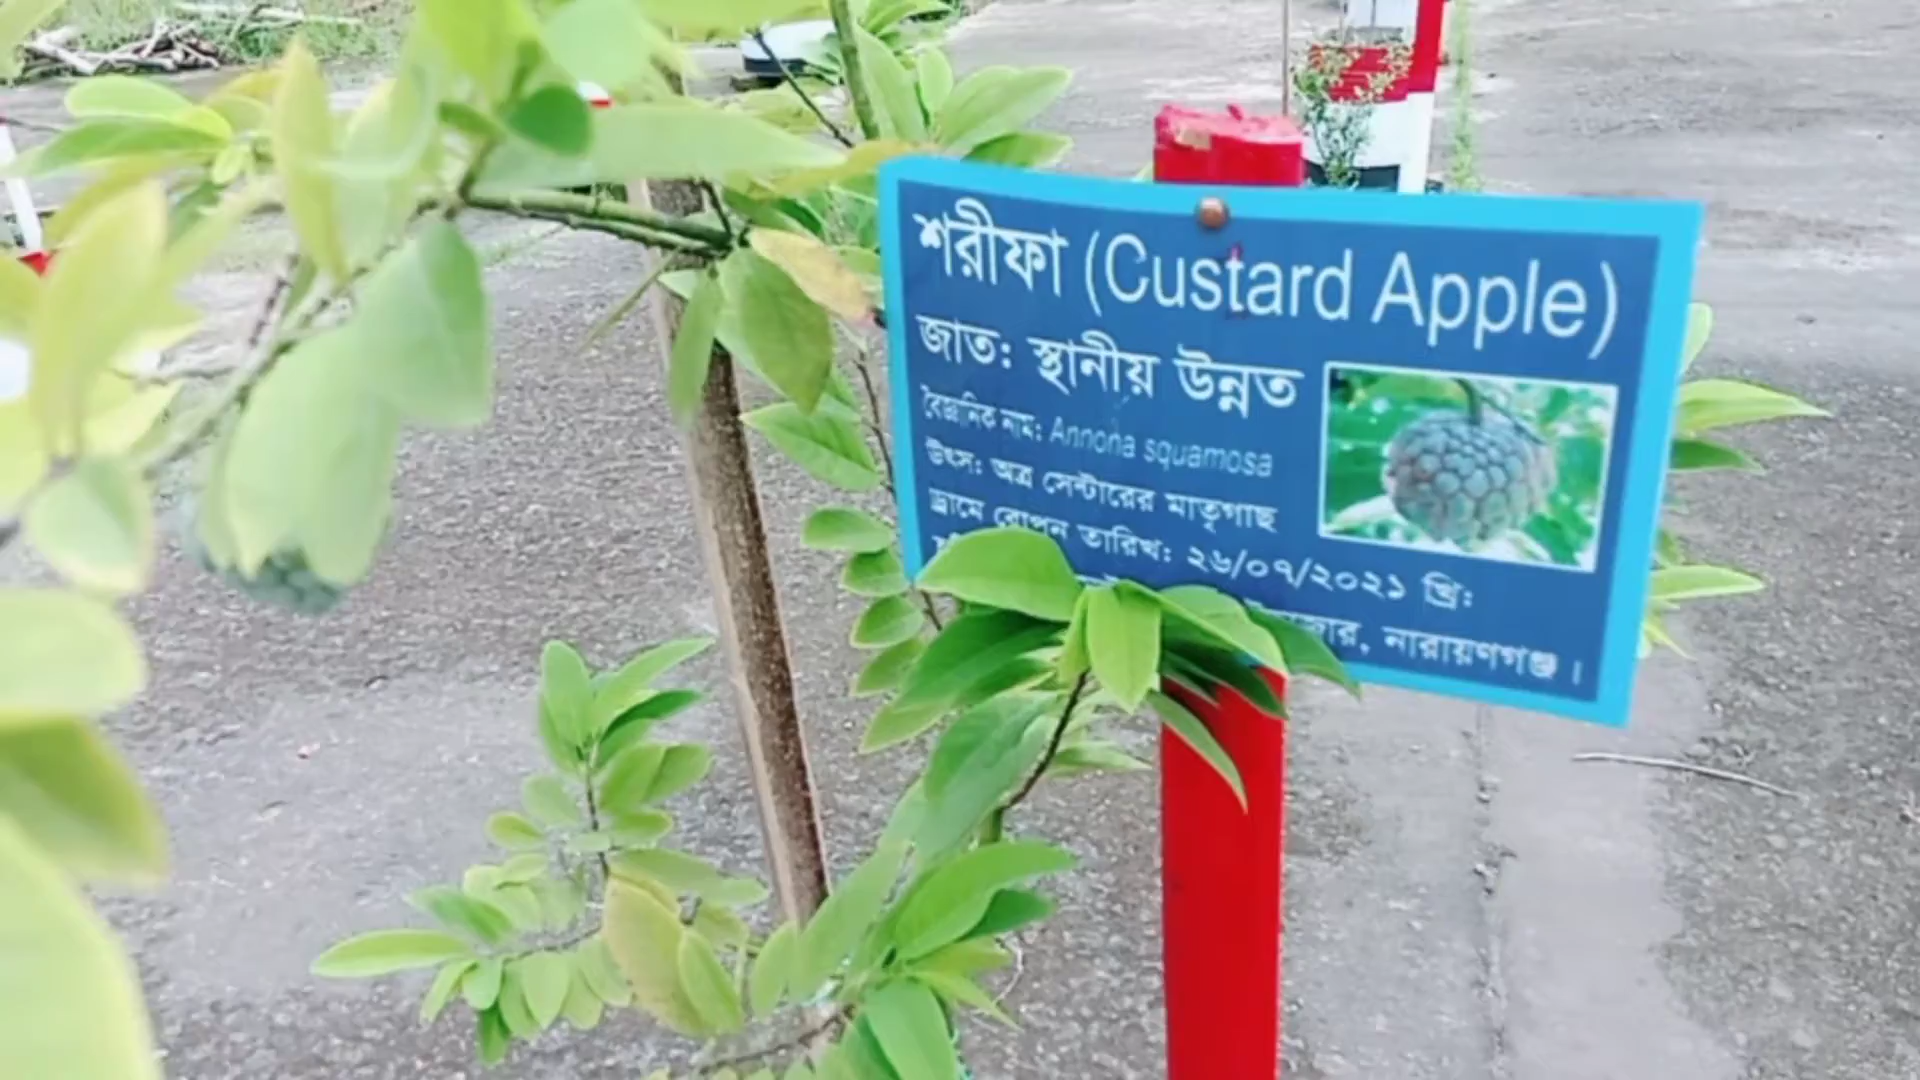 শরীফা (Custard Apple)
জাত: স্থানীয় উন্নত
বৈজ্ঞানিক নাম: Annona squamosa
উৎস: অত্র সেন্টারের মাতৃগাছ
ড্রামে রোপন তারিখ: ২৬/০৭/২০২১ খ্রি:
নারায়ণগঞ্জ।